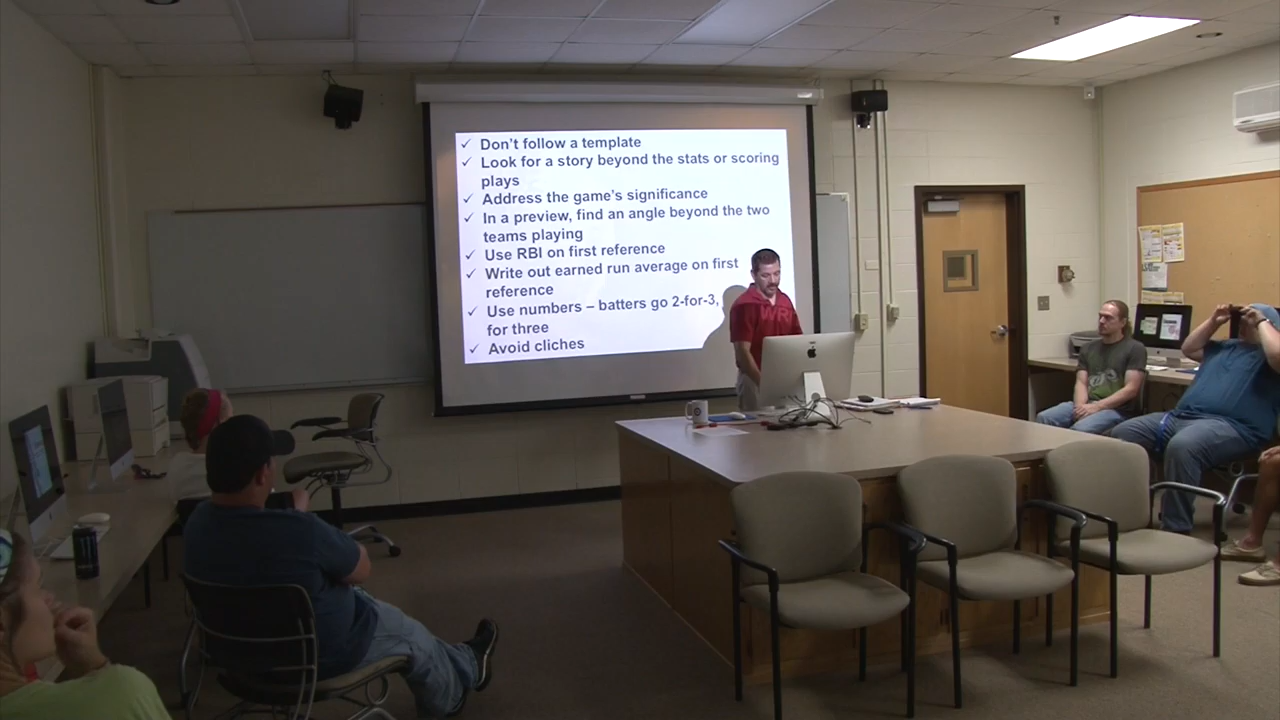 ✓ Don't follow a template
✓ Look for a story beyond the stats or scoring
plays
✓ Address the game's significance
✓ In a preview, find an angle beyond the two
teams playing
✓ Use RBI on first reference
✓ Write out earned run average on first
reference
✓ Use numbers – batters go 2-for-3,
for three
✓ Avoid cliches